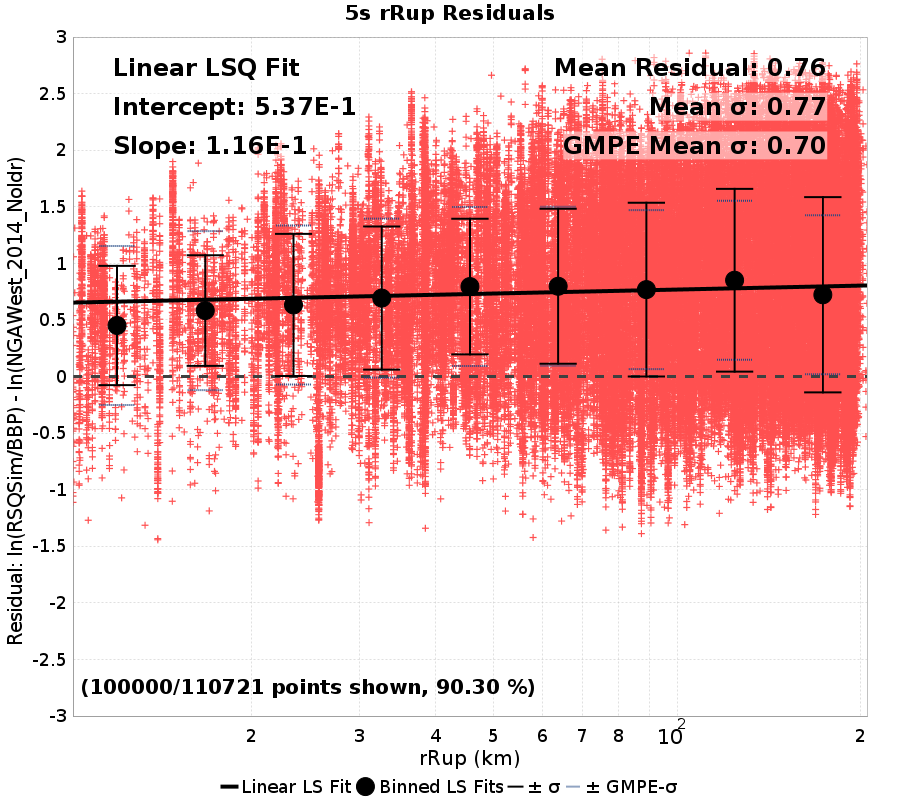 5s rRup Residuals
Residual: ln(RSQSim/BBP) - ln(NGAWest_2014_NoIdr)
3
2.5
2
1.5
1
0.5
0
-0.5
-1
-1.5
-2
-2.5
-3
Linear LSQ Fit
Intercept: 5.37E-1
Slope: 1.16E-1
Mean Residual: 0.76
Mean σ: 0.77
GMPE Mean σ: 0.70
(100000/110721 points shown, 90.30 %)
2 3 4 5 6 7 8 10² 2
rRup (km)
Linear LS Fit Binned LS Fits ± σ ± GMPE-σ